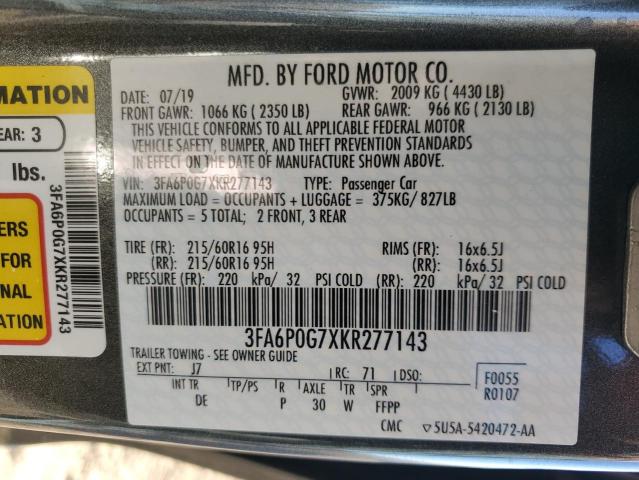 MATION
EAR: 3
lbs.
ERS
FOR
NAL
ATION
3FA6P0G7XKR277143
MFD. BY FORD MOTOR CO.
DATE: 07/19 GVWR: 2009 KG ( 4430 LB)
FRONT GAWR: 1066 KG ( 2350 LB) REAR GAWR: 966 KG ( 2130 LB)
THIS VEHICLE CONFORMS TO ALL APPLICABLE FEDERAL MOTOR
VEHICLE SAFETY, BUMPER, AND THEFT PREVENTION STANDARDS
IN EFFECT ON THE DATE OF MANUFACTURE SHOWN ABOVE.
VIN: 3FA6P0G7XKR277143 TYPE: Passenger Car
MAXIMUM LOAD = OCCUPANTS + LUGGAGE = 375KG/ 827LB
OCCUPANTS = 5 TOTAL; 2 FRONT, 3 REAR
TIRE (FR): 215/60R16 95H RIMS (FR): 16x6.5J
(RR): 215/60R16 95H (RR): 16x6.5J
PRESSURE (FR): 220 kPa/ 32 PSI COLD (RR): 220 kPa/ 32 PSI COLD
3FA6P0G7XKR277143
TRAILER TOWING - SEE OWNER GUIDE
EXT PNT: J7 RC: 71 DSO: F0055
INT TR TP/PS R AXLE TR SPR R0107
DE P 30 W FFPP
CMC ▽5U5A-5420472-AA